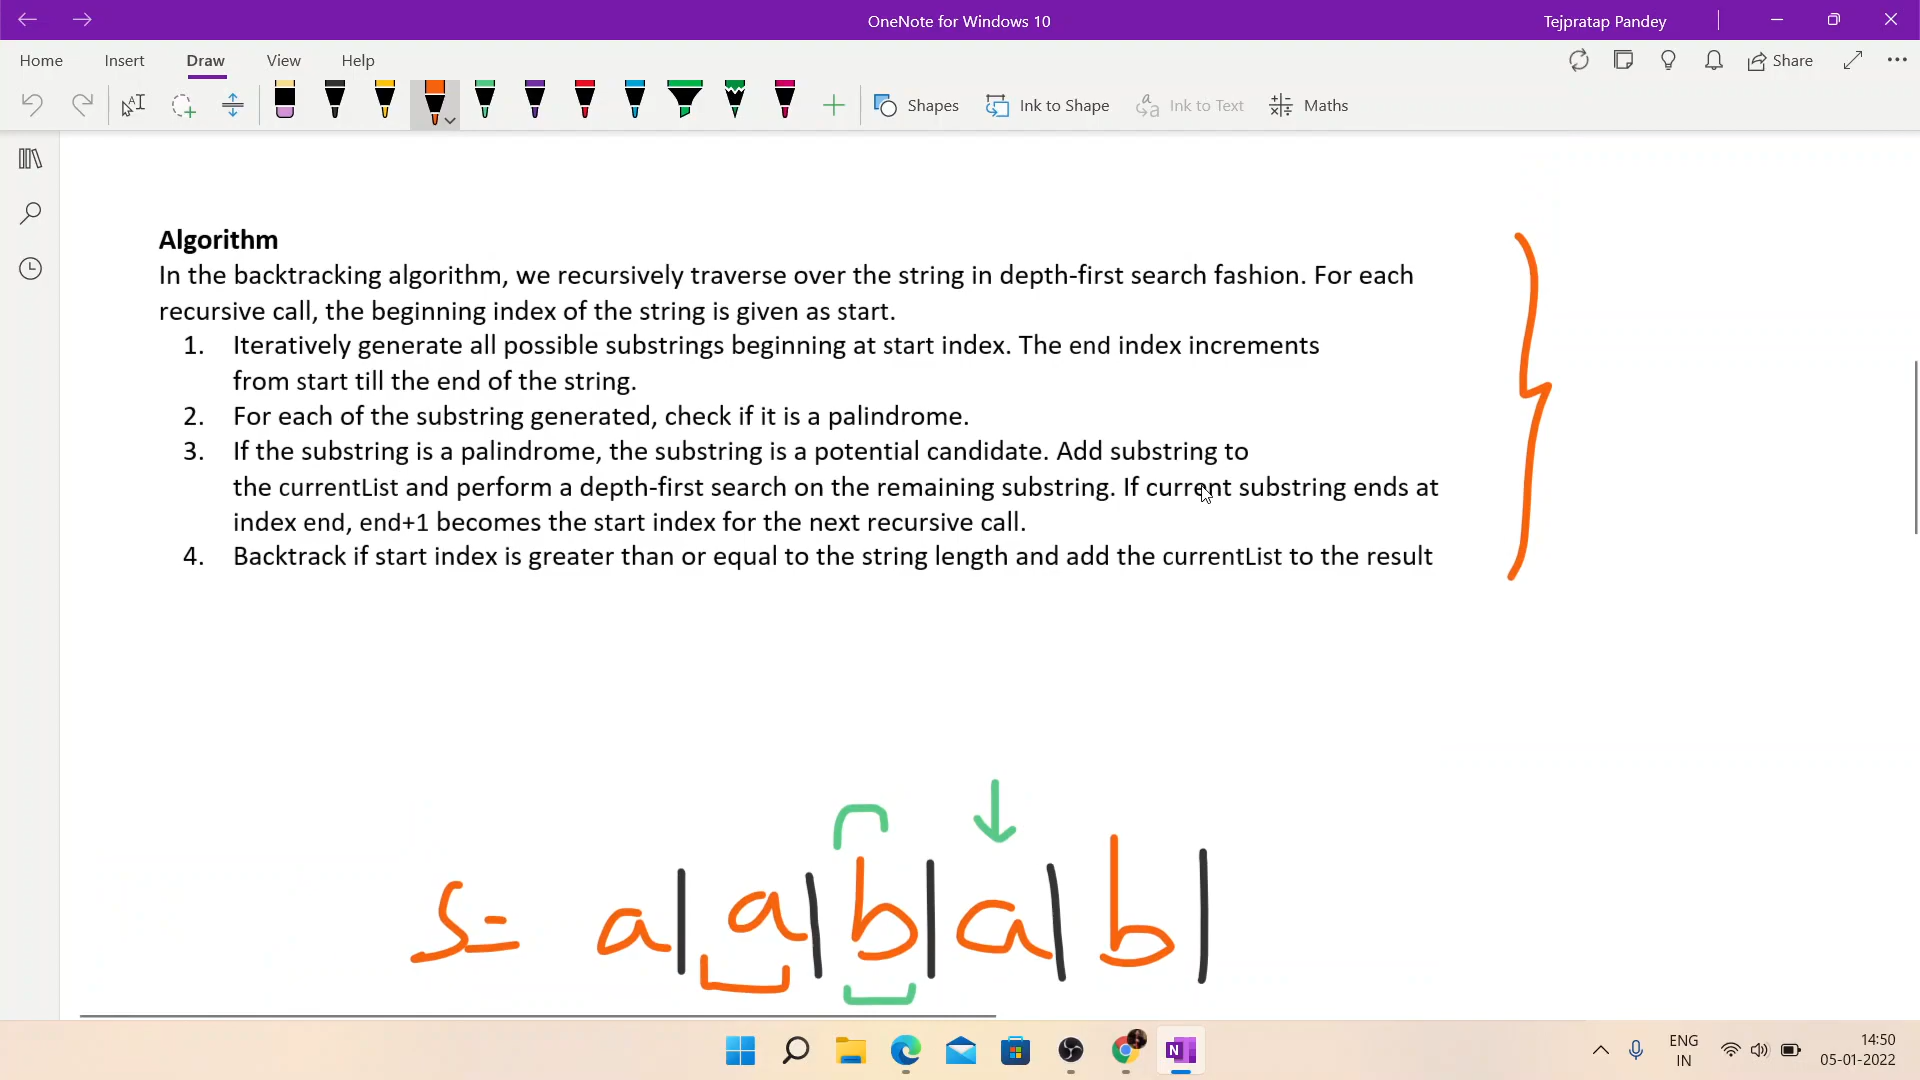 OneNote for Windows 10
Tejpratap Pandey
Home Insert Draw View Help
Share
Shapes Ink to Shape Ink to Text Maths
Algorithm
In the backtracking algorithm, we recursively traverse over the string in depth-first search fashion. For each
recursive call, the beginning index of the string is given as start.
1. Iteratively generate all possible substrings beginning at start index. The end index increments
from start till the end of the string.
2. For each of the substring generated, check if it is a palindrome.
3. If the substring is a palindrome, the substring is a potential candidate. Add substring to
the currentList and perform a depth-first search on the remaining substring. If current substring ends at
index end, end+1 becomes the start index for the next recursive call.
4. Backtrack if start index is greater than or equal to the string length and add the currentList to the result
S= a| a| b| a| b|
ENG
IN
14:50
05-01-2022